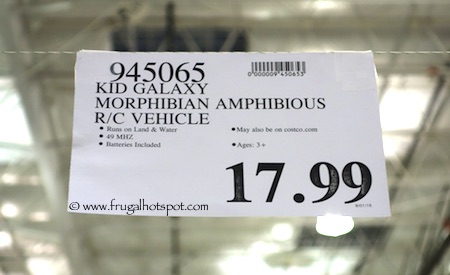 945065
0000009450653
KID GALAXY
MORPHIBIAN AMPHIBIOUS
R/C VEHICLE
• Runs on Land & Water
• 49 MHZ
• Batteries Included
• May also be on costco.com
• Ages: 3+
17.99
© www.frugalhotspot.com